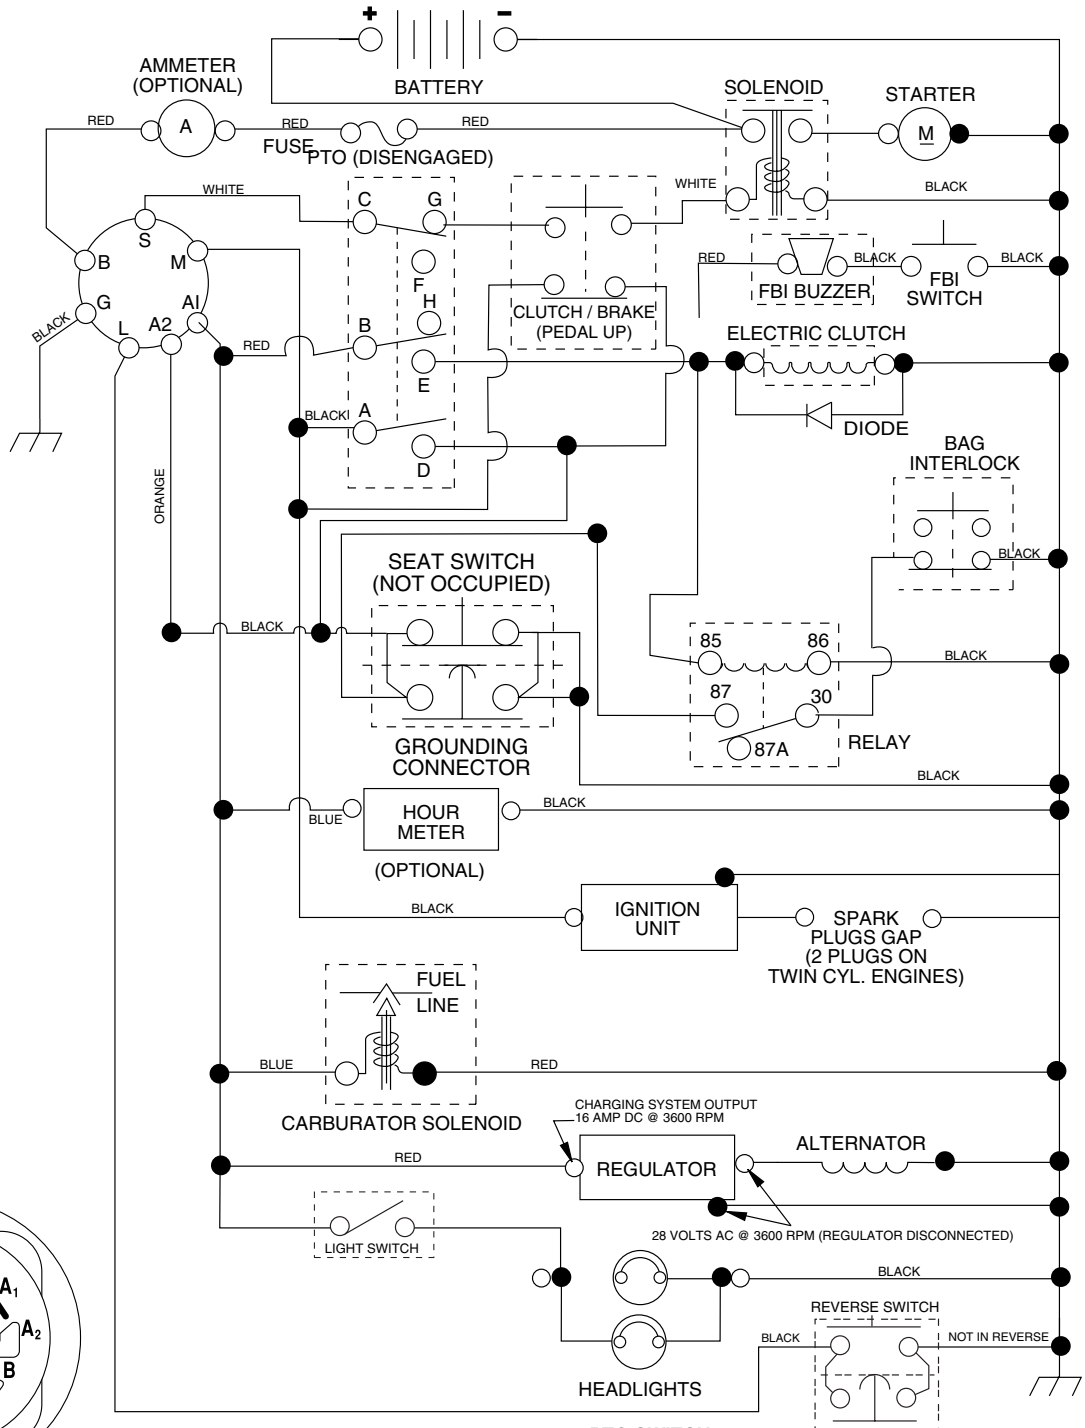 + −
BATTERY
AMMETER
(OPTIONAL)
A
RED
RED
FUSE
RED
PTO (DISENGAGED)
SOLENOID
STARTER
M
WHITE
WHITE
BLACK
C G
F
H
B
E
A
D
S
B
M
G
A1
L
A2
BLACK
RED
BLACK
ORANGE
CLUTCH / BRAKE
(PEDAL UP)
RED
BLACK
BLACK
FBI BUZZER
FBI
SWITCH
ELECTRIC CLUTCH
DIODE
BAG
INTERLOCK
BLACK
SEAT SWITCH
(NOT OCCUPIED)
BLACK
GROUNDING
CONNECTOR
85 86
87 30
87A
BLACK
RELAY
BLACK
BLUE
HOUR
METER
BLACK
(OPTIONAL)
BLACK
IGNITION
UNIT
SPARK
PLUGS GAP
(2 PLUGS ON
TWIN CYL. ENGINES)
FUEL
LINE
BLUE
RED
CARBURATOR SOLENOID
CHARGING SYSTEM OUTPUT
16 AMP DC @ 3600 RPM
RED
REGULATOR
ALTERNATOR
28 VOLTS AC @ 3600 RPM (REGULATOR DISCONNECTED)
LIGHT SWITCH
BLACK
HEADLIGHTS
REVERSE SWITCH
BLACK
NOT IN REVERSE
A1
A2
B